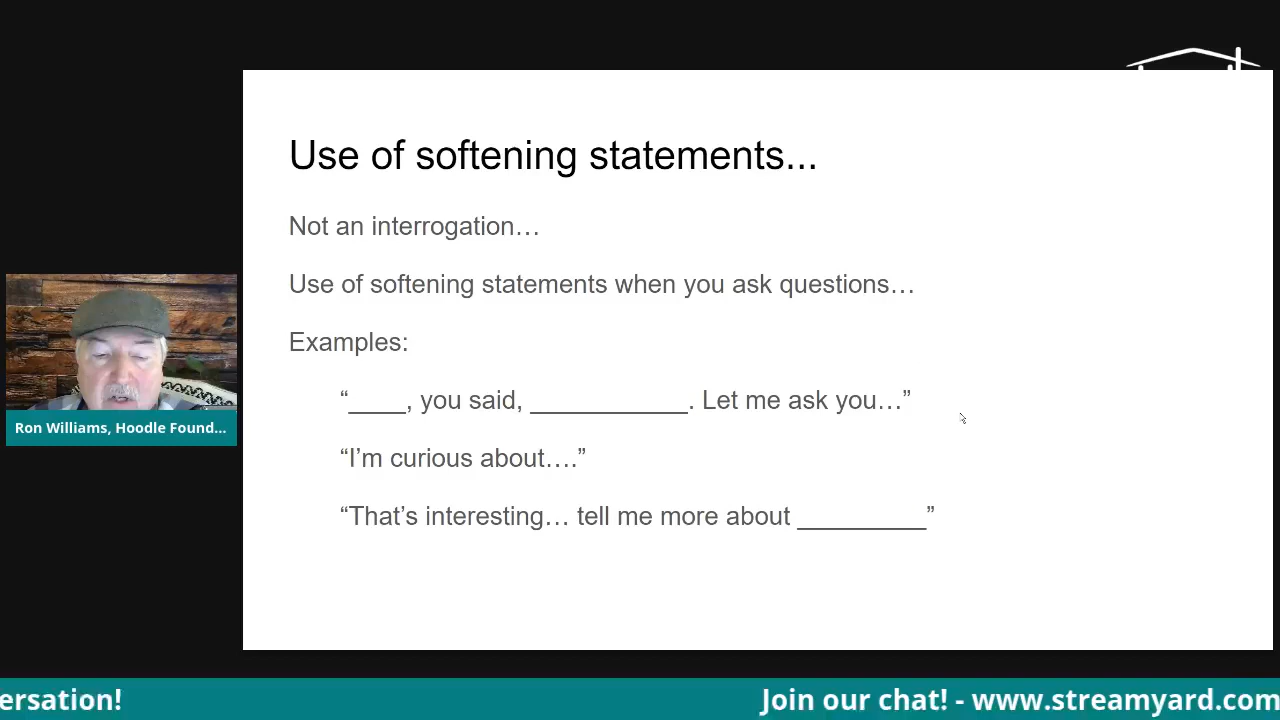 Use of softening statements...
Not an interrogation…
Use of softening statements when you ask questions…
Examples:
“____, you said, __________. Let me ask you…”
“I’m curious about….”
“That’s interesting… tell me more about _________”
Ron Williams, Hoodle Found...
ersation!
Join our chat! - www.streamyard.com